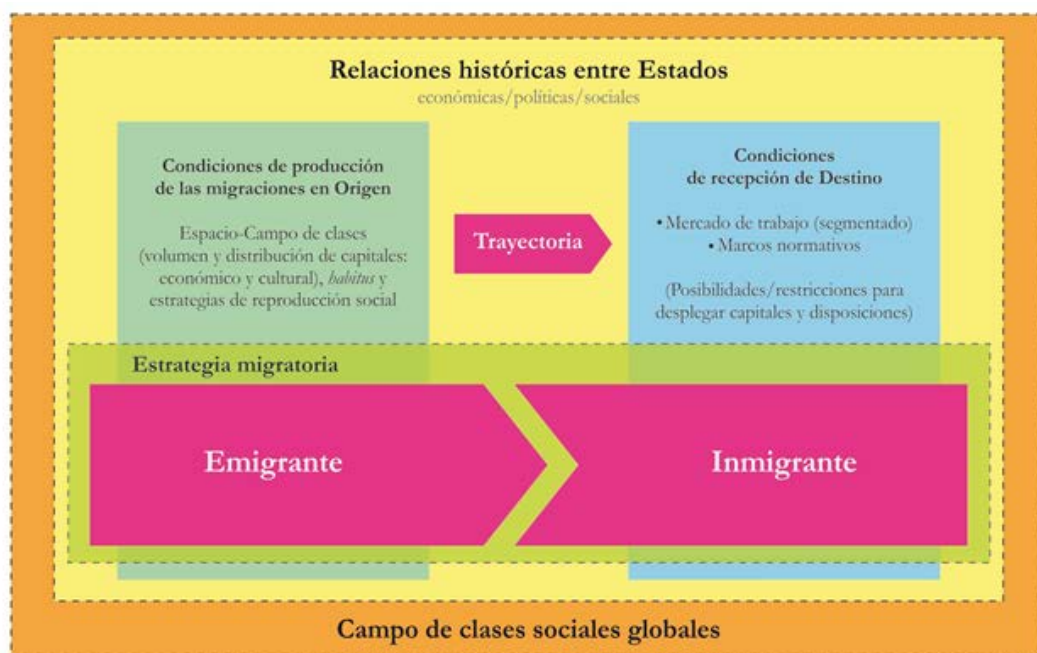 Relaciones históricas entre Estados
económicas/políticas/sociales
Condiciones de producción
de las migraciones en Origen
Espacio-Campo de clases
(volumen y distribución de capitales:
económico y cultural), habitus y
estrategias de reproducción social
Trayectoria
Condiciones
de recepción de Destino
• Mercado de trabajo (segmentado)
• Marcos normativos
(Posibilidades/restricciones para
desplegar capitales y disposiciones)
Estrategia migratoria
Emigrante
Inmigrante
Campo de clases sociales globales